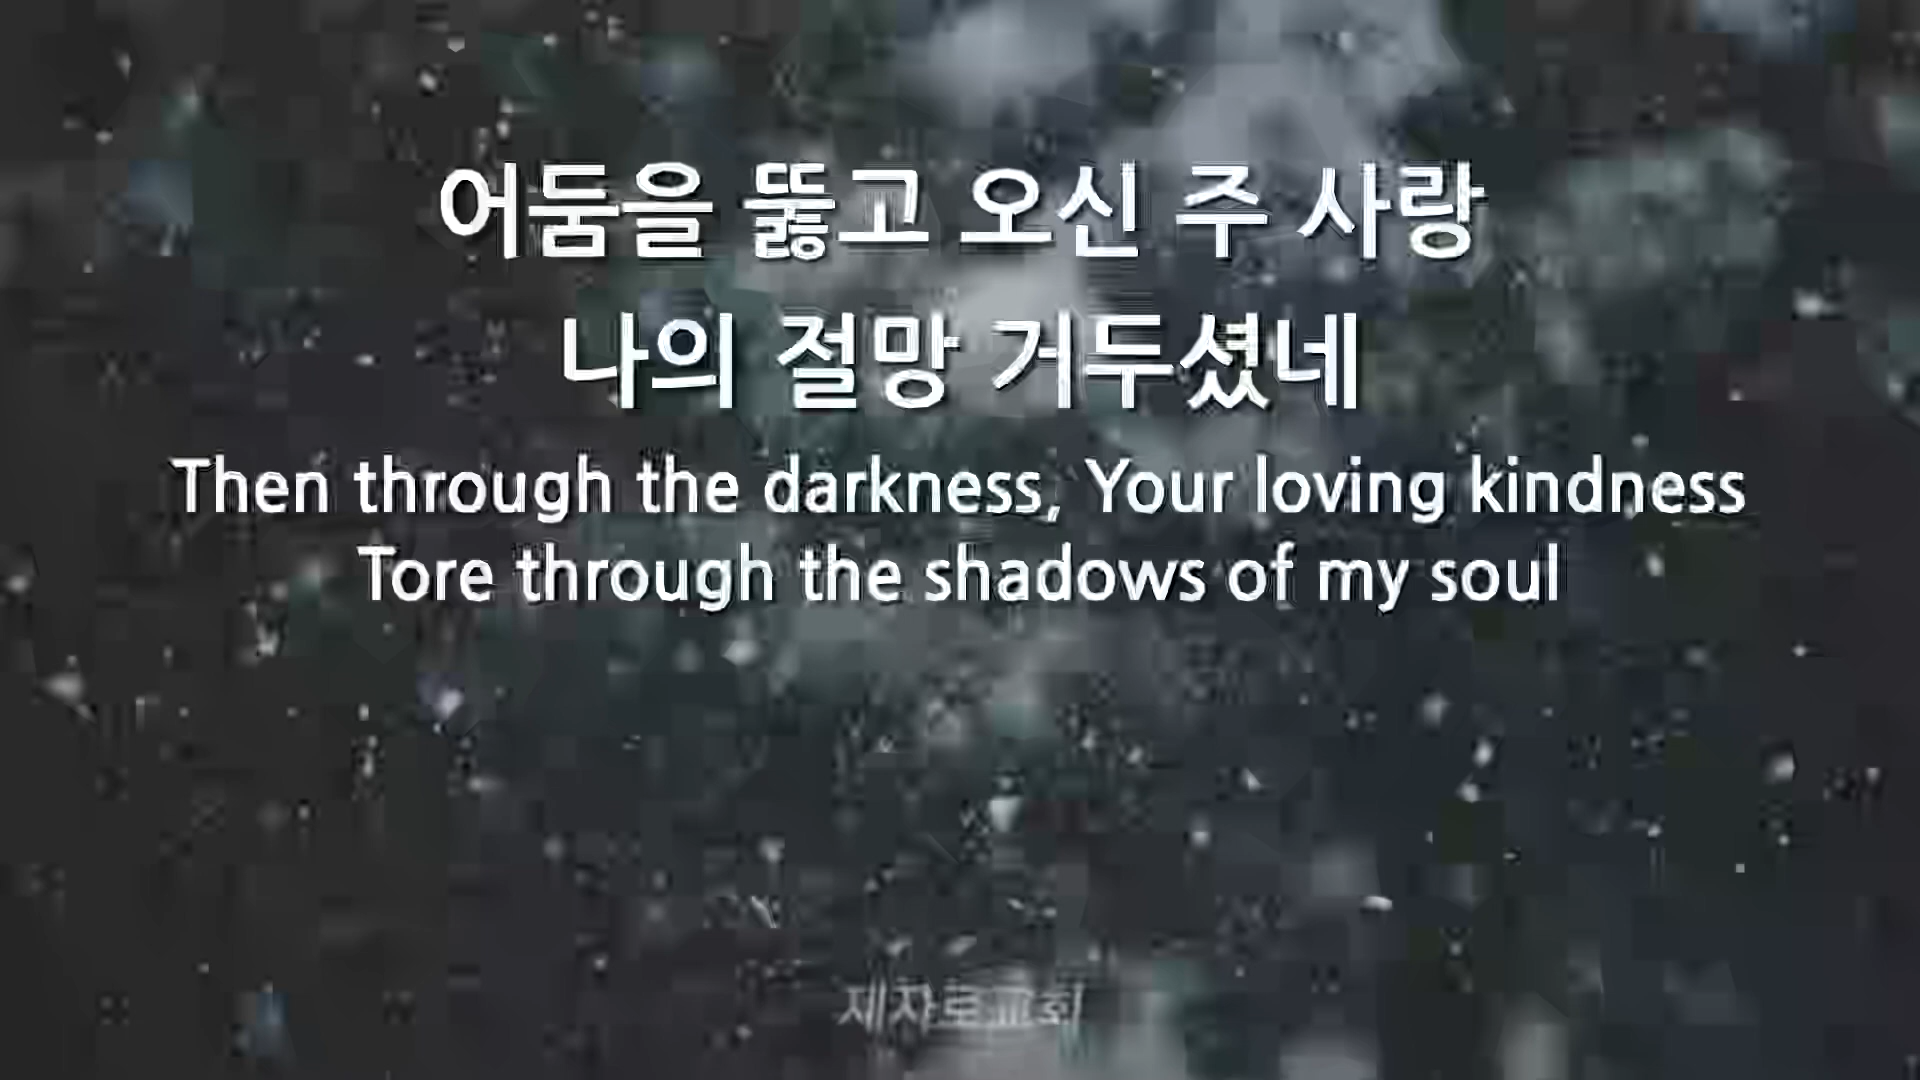 어둠을 뚫고 오신 주 사랑
나의 절망 거두셨네
Then through the darkness, Your loving kindness
Tore through the shadows of my soul
제자로교회